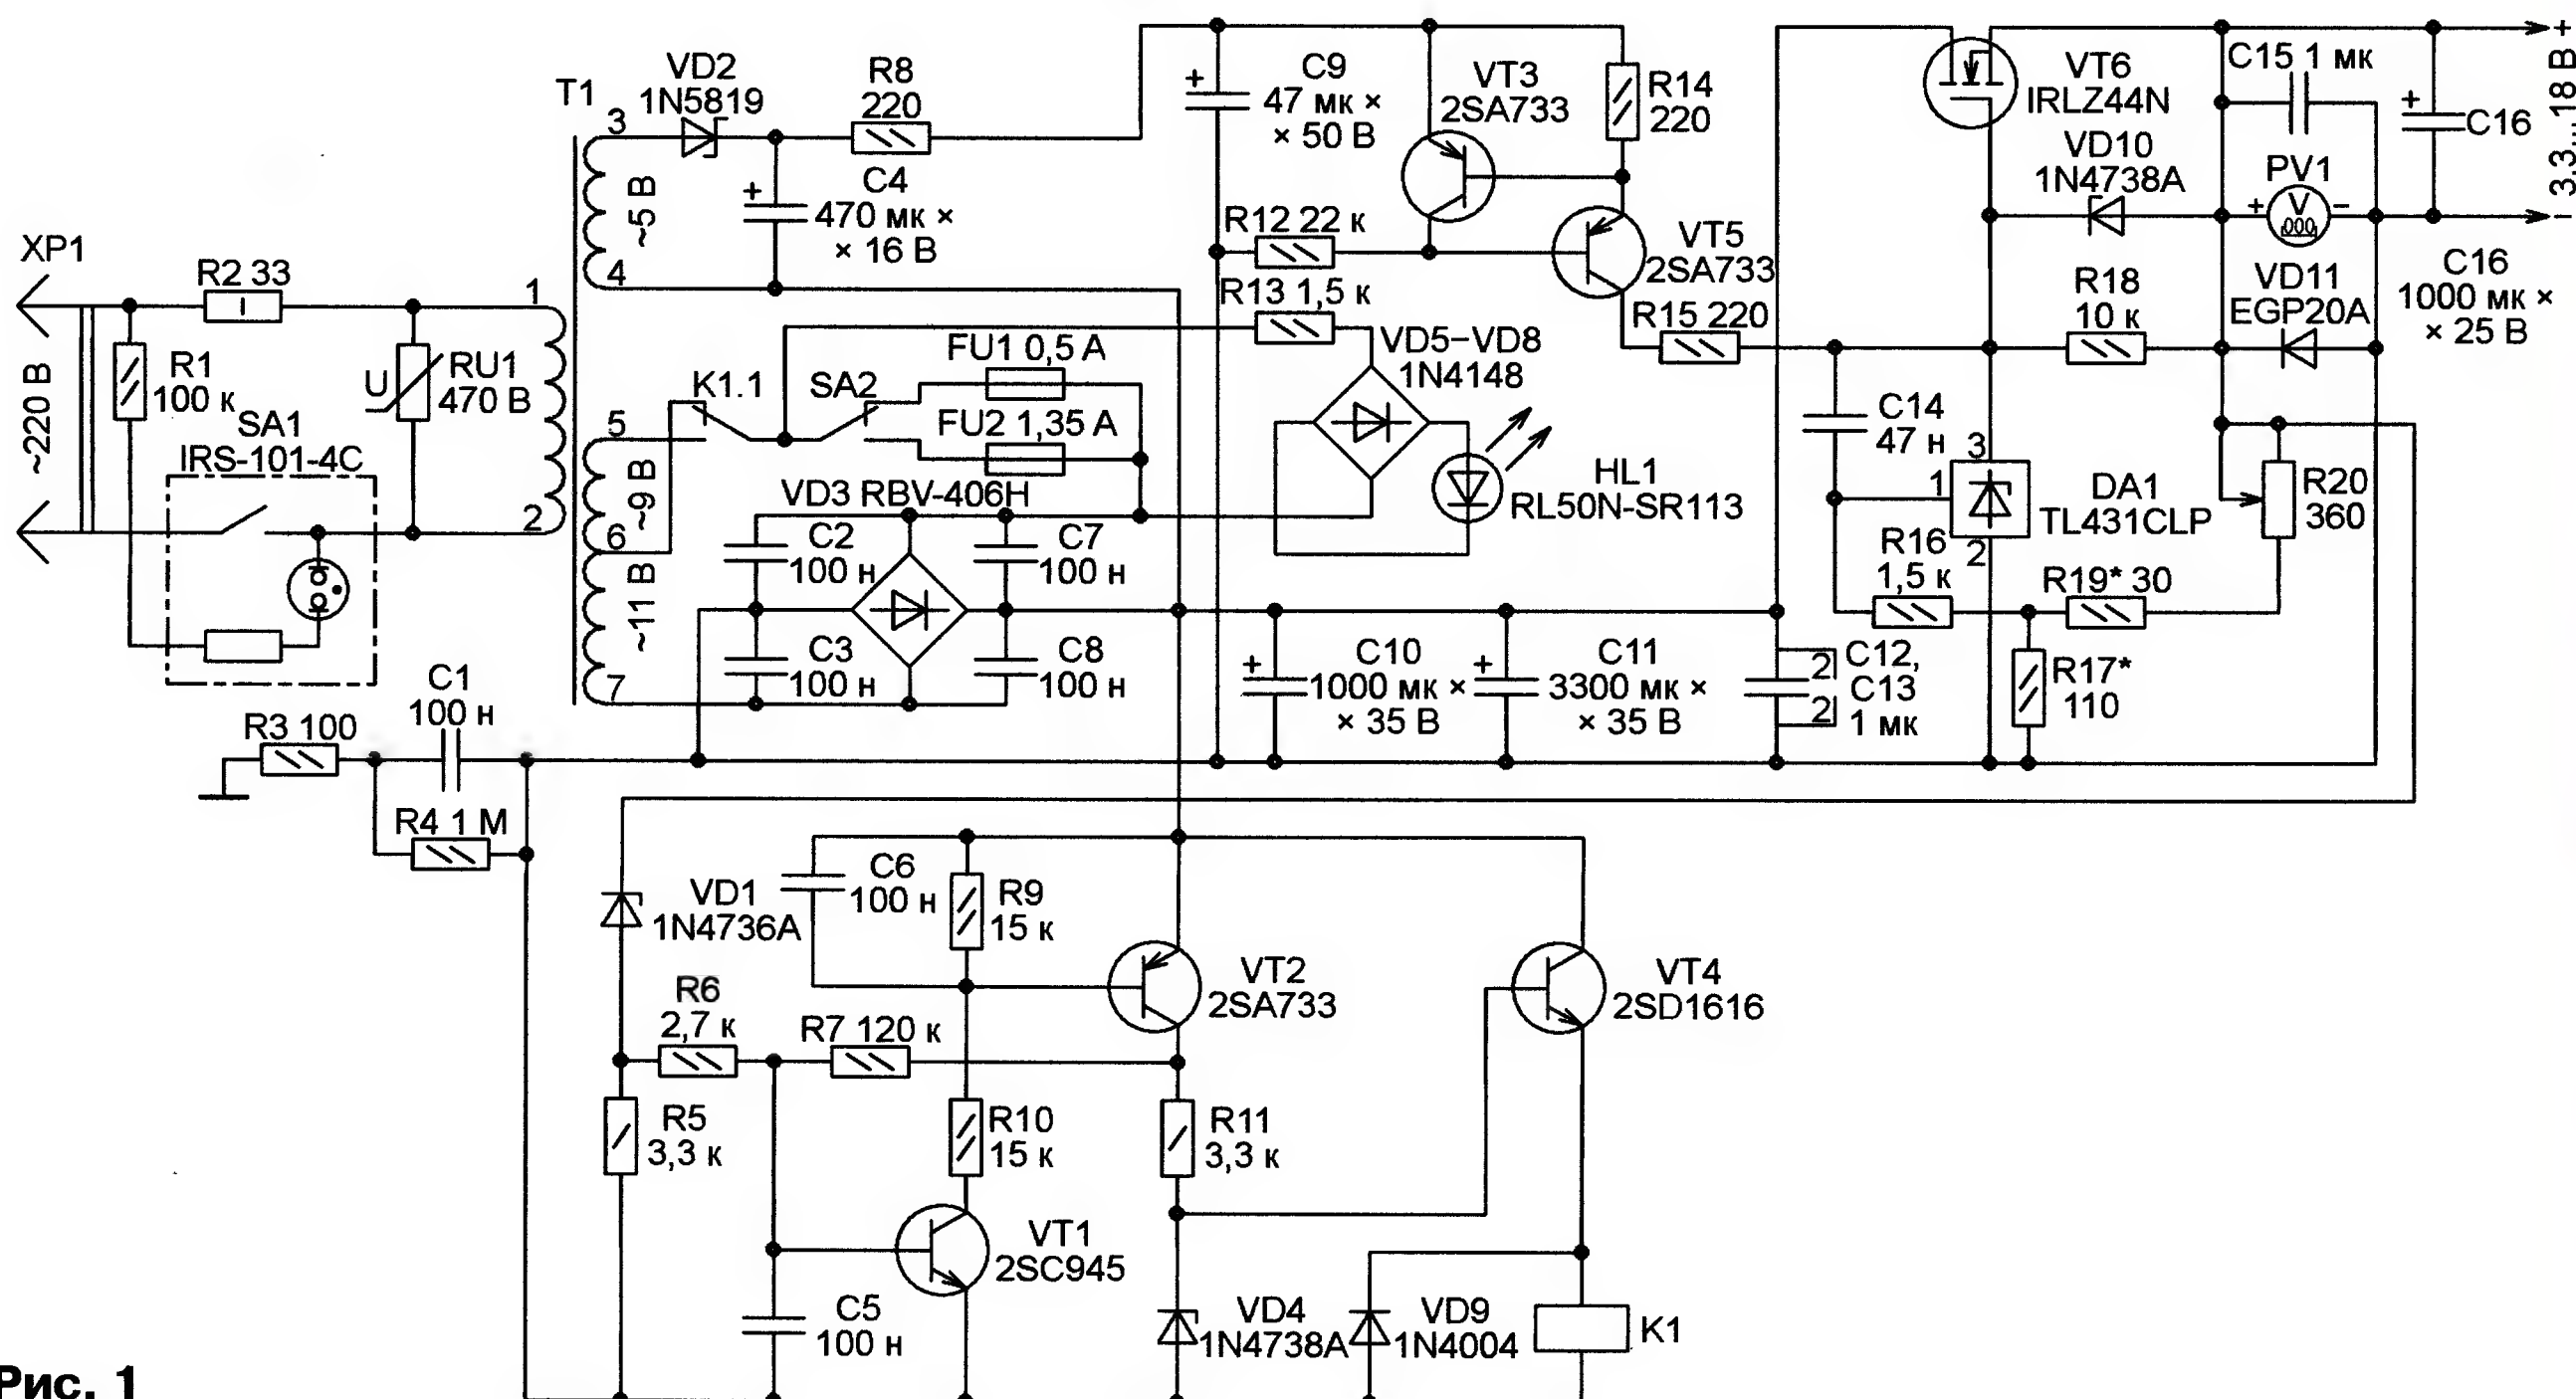 XP1
~220 В
R1
100 к
R2 33
SA1
IRS-101-4C
U
RU1
470 В
T1
1
2
3
4
5
6
7
~5 В
~9 В
~11 В
VD2
1N5819
R8
220
+
C4
470 мк ×
× 16 В
+
C9
47 мк ×
× 50 В
VT3
2SA733
R14
220
R12 22 к
R13 1,5 к
VT5
2SA733
R15 220
K1.1
SA2
FU1 0,5 А
FU2 1,35 А
VD3 RBV-406H
C2
100 н
C7
100 н
C3
100 н
C8
100 н
VD5–VD8
1N4148
HL1
RL50N-SR113
+
C10
1000 мк ×
× 35 В
+
C11
3300 мк ×
× 35 В
2
2
C12,
C13
1 мк
VT6
IRLZ44N
VD10
1N4738A
R18
10 к
C14
47 н
3
1
2
DA1
TL431CLP
R16
1,5 к
R19* 30
R17*
110
R20
360
C15 1 мк
PV1
+ V –
000
VD11
EGP20A
+
C16
C16
1000 мк ×
× 25 В
+
3,3...18 В
–
R3 100
C1
100 н
R4 1 М
VD1
1N4736A
C6
100 н
R9
15 к
R6
2,7 к
R7 120 к
VT2
2SA733
VT4
2SD1616
R5
3,3 к
R10
15 к
R11
3,3 к
VT1
2SC945
C5
100 н
VD4
1N4738A
VD9
1N4004
K1
Рис. 1